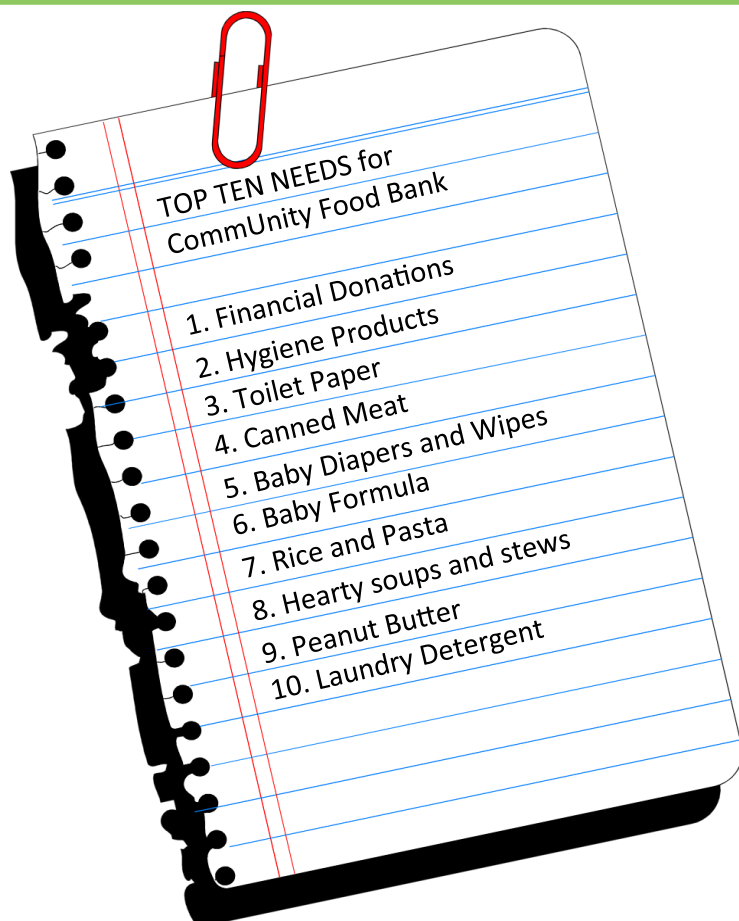 TOP TEN NEEDS for
CommUnity Food Bank
1. Financial Donations
2. Hygiene Products
3. Toilet Paper
4. Canned Meat
5. Baby Diapers and Wipes
6. Baby Formula
7. Rice and Pasta
8. Hearty soups and stews
9. Peanut Butter
10. Laundry Detergent